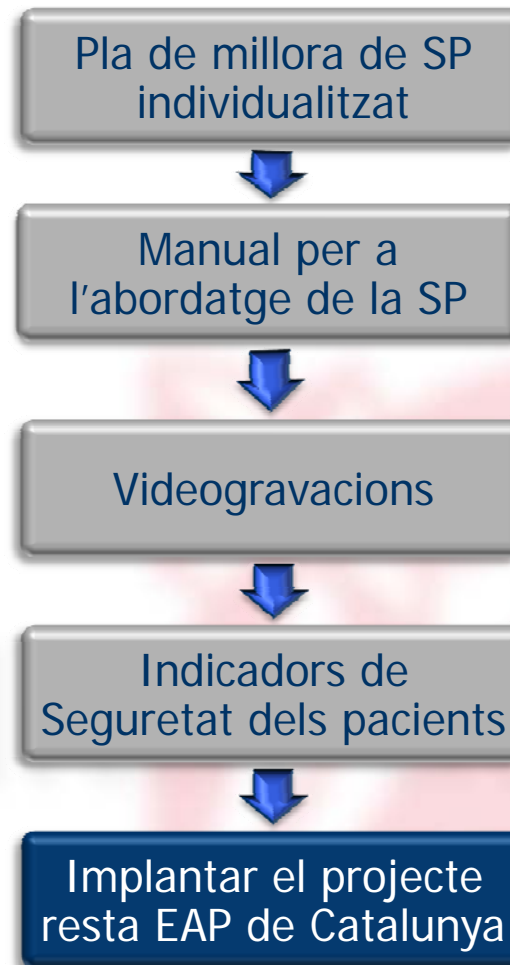 Pla de millora de SP
individualitzat
Manual per a
l'abordatge de la SP
Videogravacions
Indicadors de
Seguretat dels pacients
Implantar el projecte
resta EAP de Catalunya